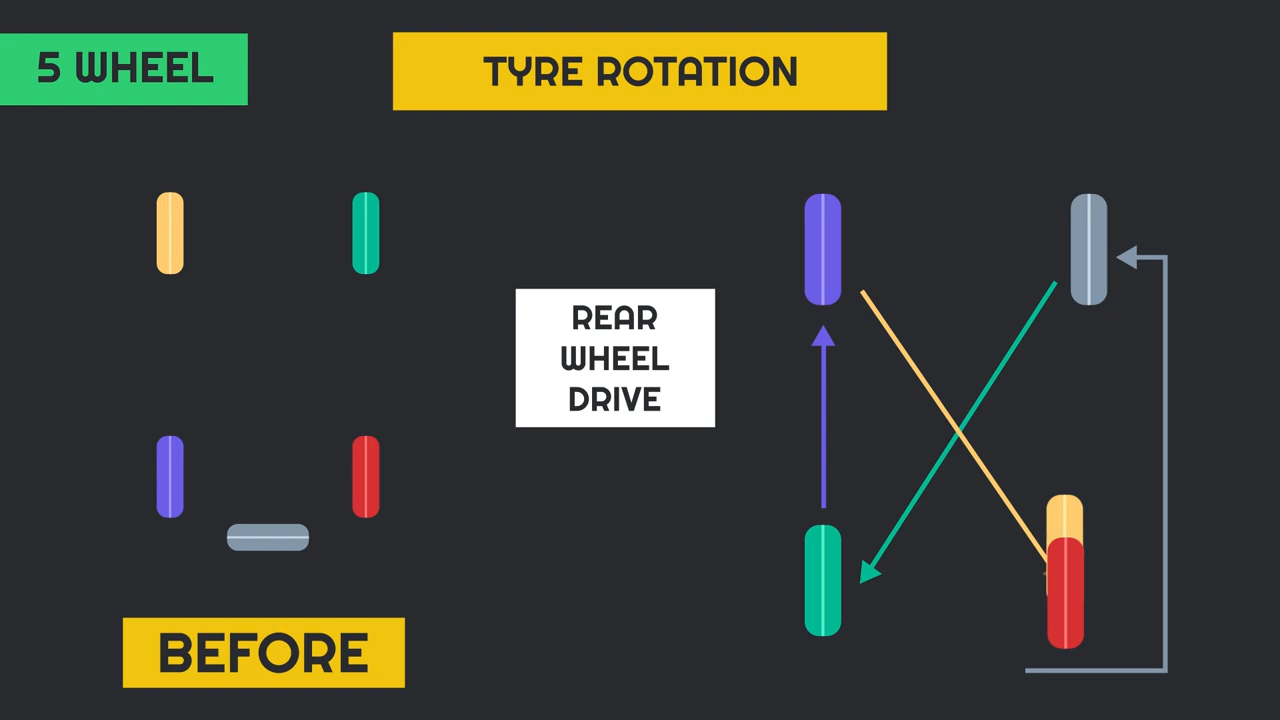 5 WHEEL
TYRE ROTATION
REAR
WHEEL
DRIVE
BEFORE